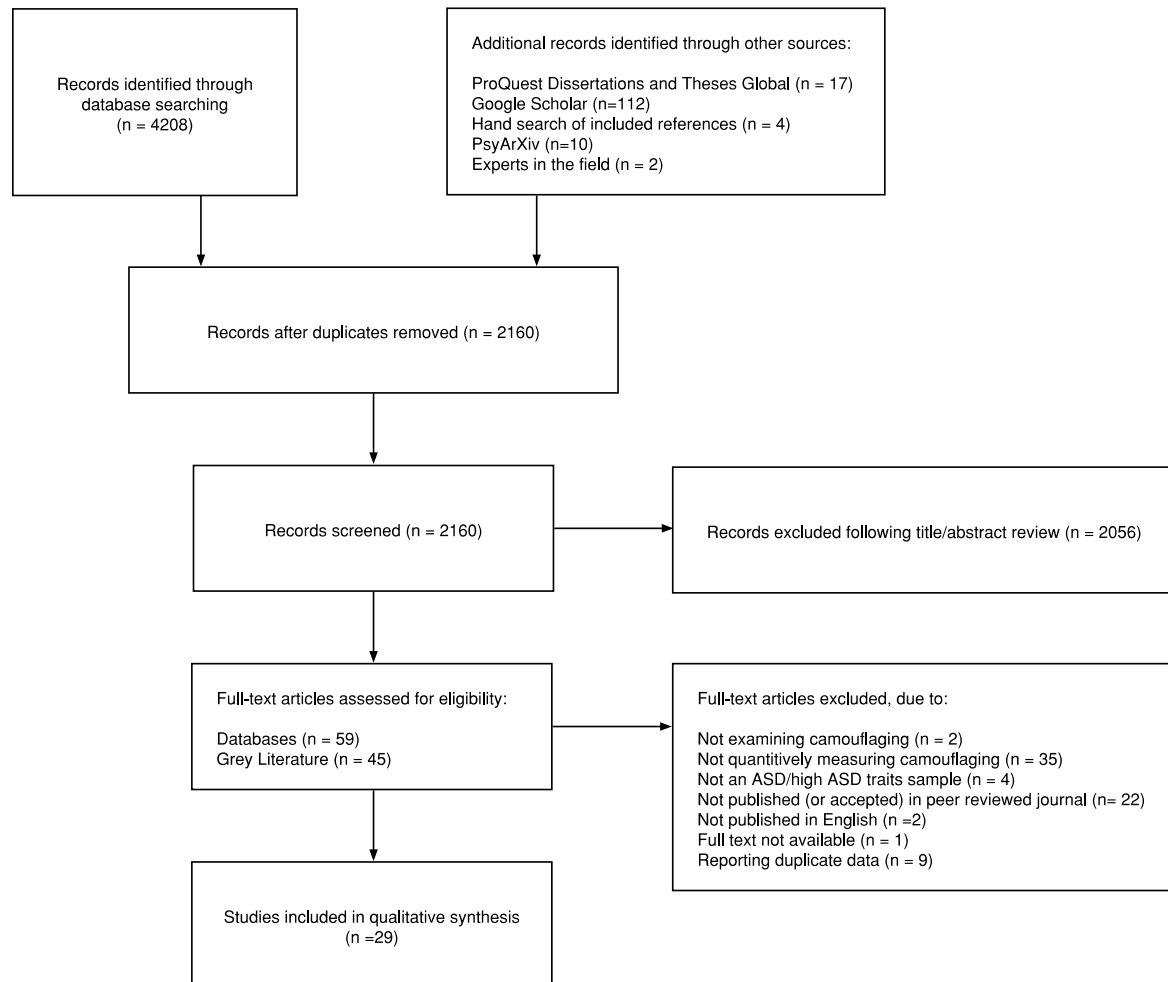 Records identified through
database searching
(n = 4208)
Additional records identified through other sources:
ProQuest Dissertations and Theses Global (n = 17)
Google Scholar (n=112)
Hand search of included references (n = 4)
PsyArXiv (n=10)
Experts in the field (n = 2)
Records after duplicates removed (n = 2160)
Records screened (n = 2160)
Records excluded following title/abstract review (n = 2056)
Full-text articles assessed for eligibility:
Databases (n = 59)
Grey Literature (n = 45)
Full-text articles excluded, due to:
Not examining camouflaging (n = 2)
Not quantitively measuring camouflaging (n = 35)
Not an ASD/high ASD traits sample (n = 4)
Not published (or accepted) in peer reviewed journal (n= 22)
Not published in English (n =2)
Full text not available (n = 1)
Reporting duplicate data (n = 9)
Studies included in qualitative synthesis
(n =29)